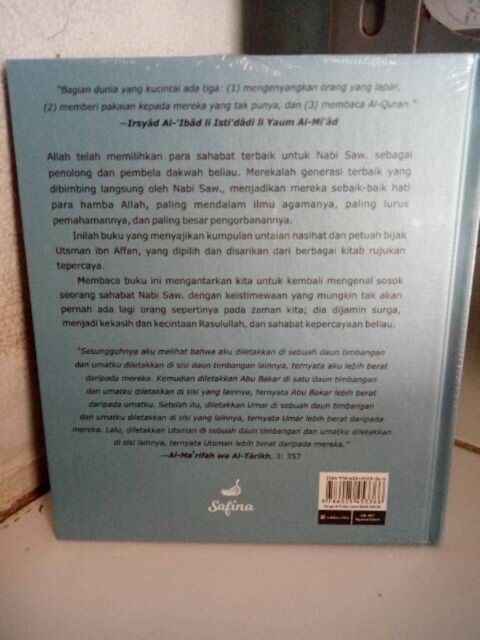 "Bagian dunia yang kucintai ada tiga: (1) mengenyangkan orang yang lapar,
(2) memberi pakaian kepada mereka yang tak punya, dan (3) membaca Al-Quran."
—Irsyâd Al-'Ibâd li Isti'dâdi li Yaum Al-Mî'âd
Allah telah memilihkan para sahabat terbaik untuk Nabi Saw. sebagai
penolong dan pembela dakwah beliau. Merekalah generasi terbaik yang
dibimbing langsung oleh Nabi Saw., menjadikan mereka sebaik-baik hati
para hamba Allah, paling mendalam ilmu agamanya, paling lurus
pemahamannya, dan paling besar pengorbanannya.
Inilah buku yang menyajikan kumpulan untaian nasihat dan petuah bijak
Utsman ibn Affan, yang dipilih dan disarikan dari berbagai kitab rujukan
tepercaya.
Membaca buku ini mengantarkan kita untuk kembali mengenal sosok
seorang sahabat Nabi Saw. dengan keistimewaan yang mungkin tak akan
pernah ada lagi orang sepertinya pada zaman kita; dia dijamin surga,
menjadi kekasih dan kecintaan Rasulullah, dan sahabat kepercayaan beliau.
"Sesungguhnya aku melihat bahwa aku diletakkan di sebuah daun timbangan
dan umatku diletakkan di sisi daun timbangan lainnya, ternyata aku lebih berat
daripada mereka. Kemudian diletakkan Abu Bakar di satu daun timbangan
dan umatku diletakkan di sisi yang lainnya, ternyata Abu Bakar lebih berat
daripada umatku. Setelah itu, diletakkan Umar di sebuah daun timbangan
dan umatku diletakkan di sisi yang lainnya, ternyata Umar lebih berat daripada
mereka. Lalu, diletakkan Utsman di sebuah daun timbangan dan umatku diletakkan
di sisi lainnya, ternyata Utsman lebih berat daripada mereka."
—Al-Ma'rifah wa Al-Târikh, 3: 357
Safina